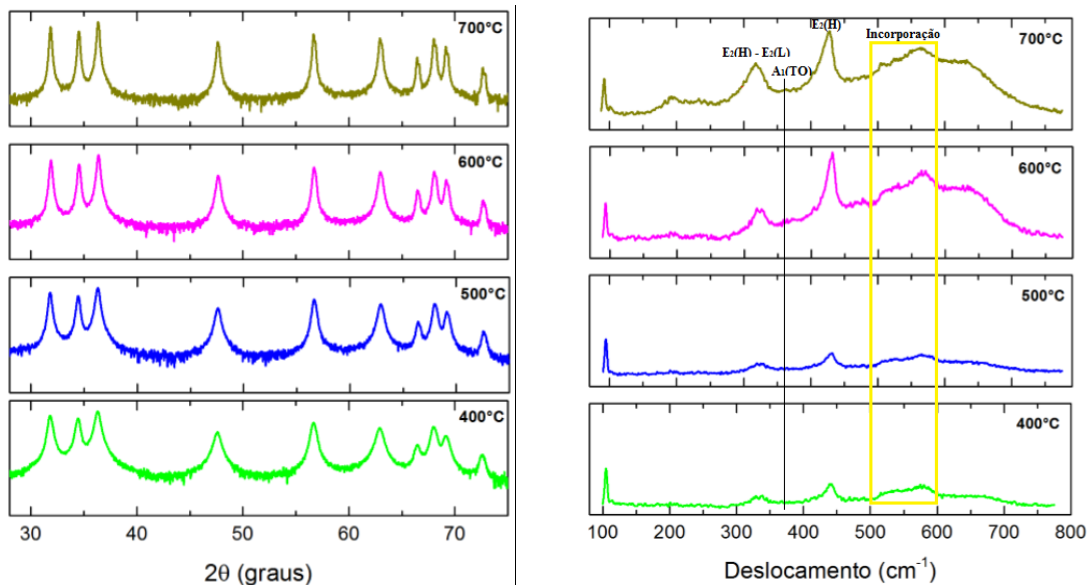 700°C
600°C
500°C
400°C
30 40 50 60 70
2θ (graus)
E₂(H) - E₂(L)
A₁(TO)
E₂(H)
Incorporação
700°C
600°C
500°C
400°C
100 200 300 400 500 600 700 800
Deslocamento (cm⁻¹)